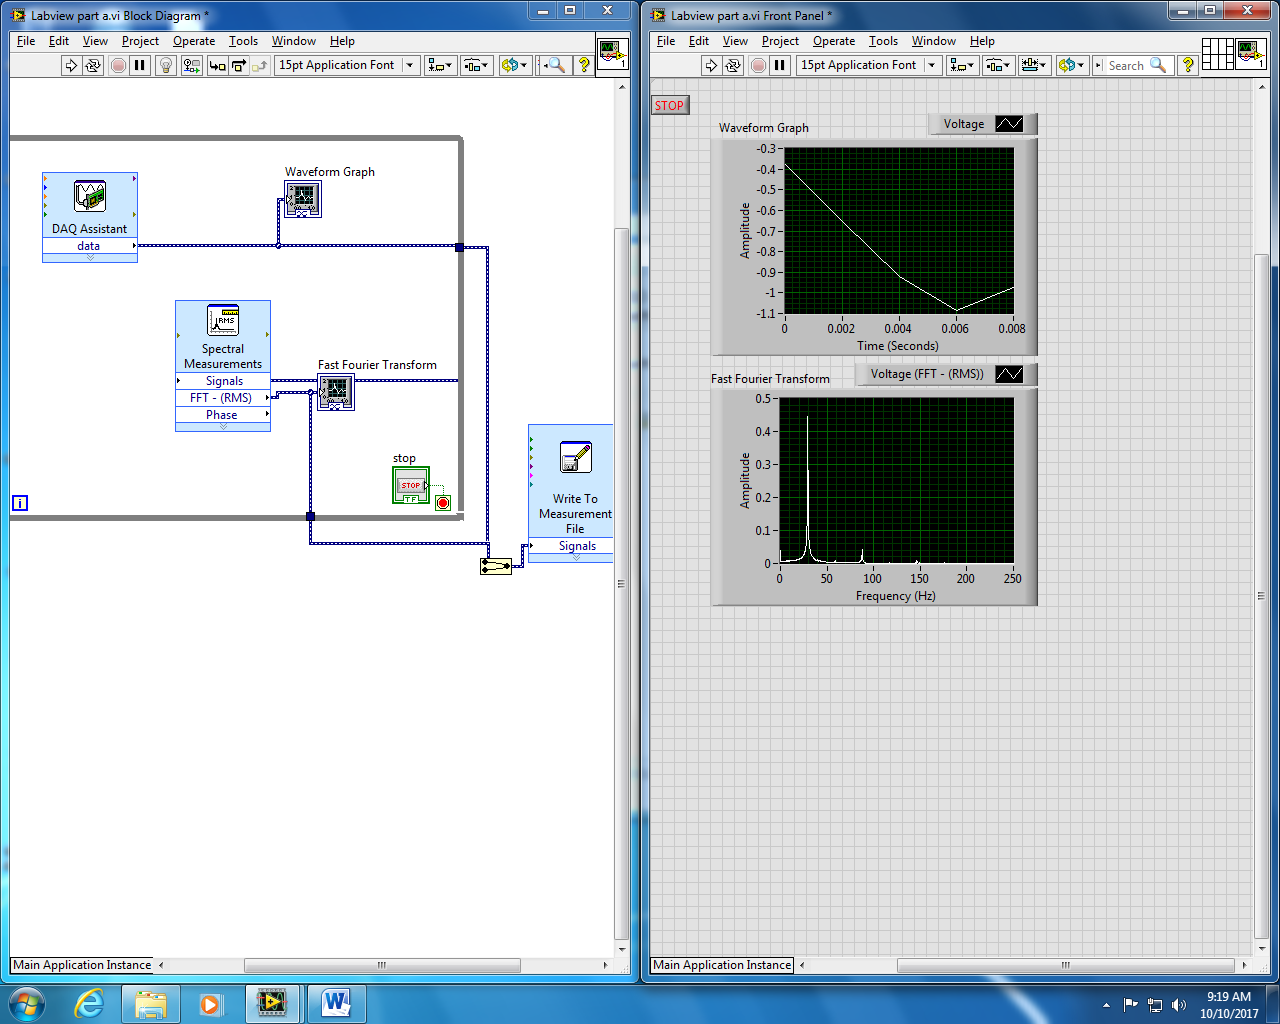 Labview part a.vi Block Diagram *
File Edit View Project Operate Tools Window Help
15pt Application Font
1
Waveform Graph
DAQ Assistant
data
RMS
Spectral
Measurements
Signals
FFT - (RMS)
Phase
Fast Fourier Transform
stop
STOP
TF
i
Write To
Measurement
File
Signals
Main Application Instance
Labview part a.vi Front Panel *
File Edit View Project Operate Tools Window Help
15pt Application Font
Search
1
STOP
Waveform Graph
Voltage
-0.3
-0.4
-0.5
-0.6
-0.7
-0.8
-0.9
-1
-1.1
Amplitude
0 0.002 0.004 0.006 0.008
Time (Seconds)
Fast Fourier Transform
Voltage (FFT - (RMS))
0.5
0.4
0.3
0.2
0.1
0
Amplitude
0 50 100 150 200 250
Frequency (Hz)
Main Application Instance
9:19 AM
10/10/2017